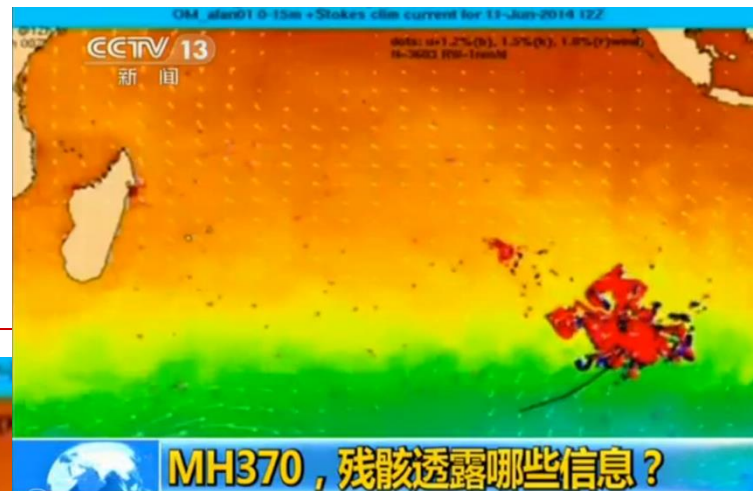 OM_alan01 0-15m +Stokes clim current for 11-Jun-2014 12Z
CCTV 13
新 闻
MH370，残骸透露哪些信息？